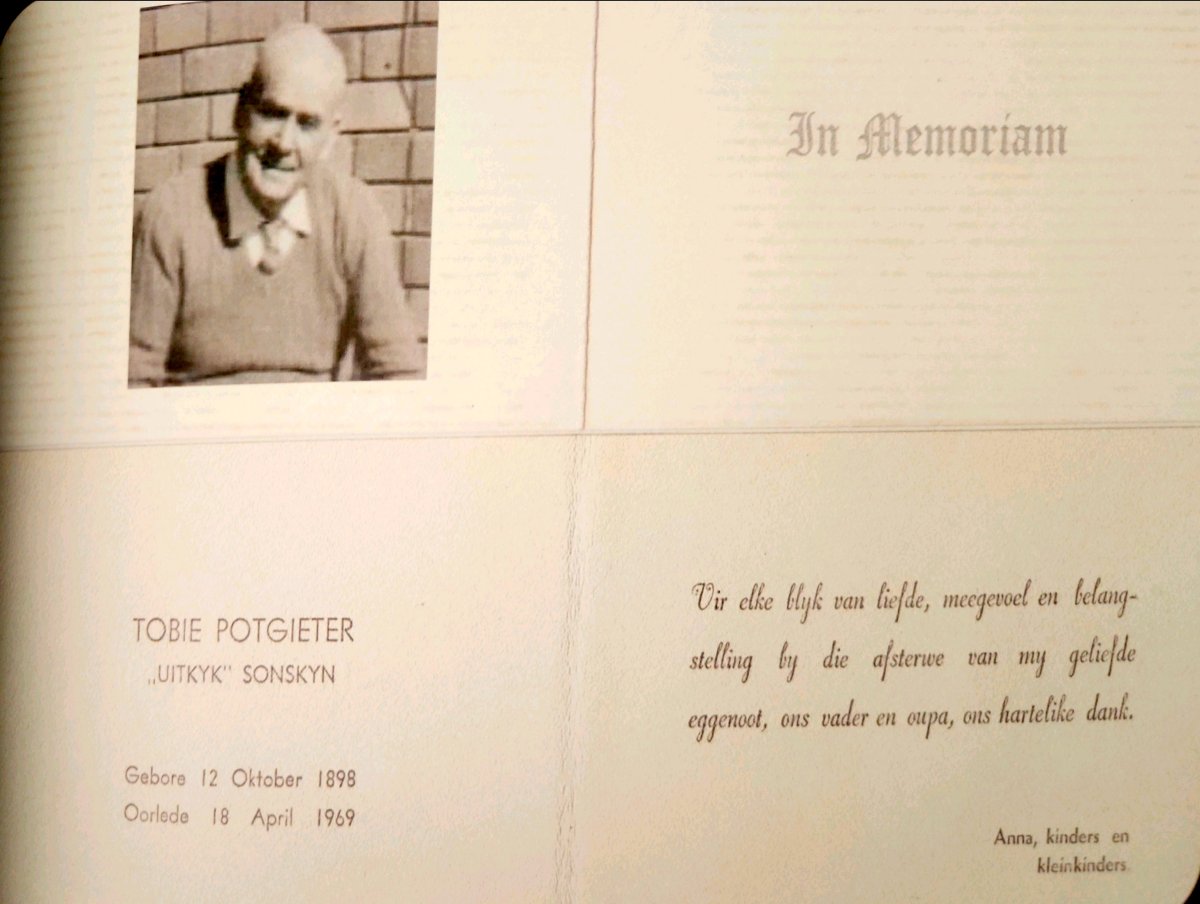 In Memoriam
TOBIE POTGIETER
„UITKYK" SONSKYN
Gebore 12 Oktober 1898
Oorlede 18 April 1969
Vir elke blyk van liefde, meegevoel en belang-
stelling by die afsterwe van my geliefde
eggenoot, ons vader en oupa, ons hartelike dank.
Anna, kinders en
kleinkinders.